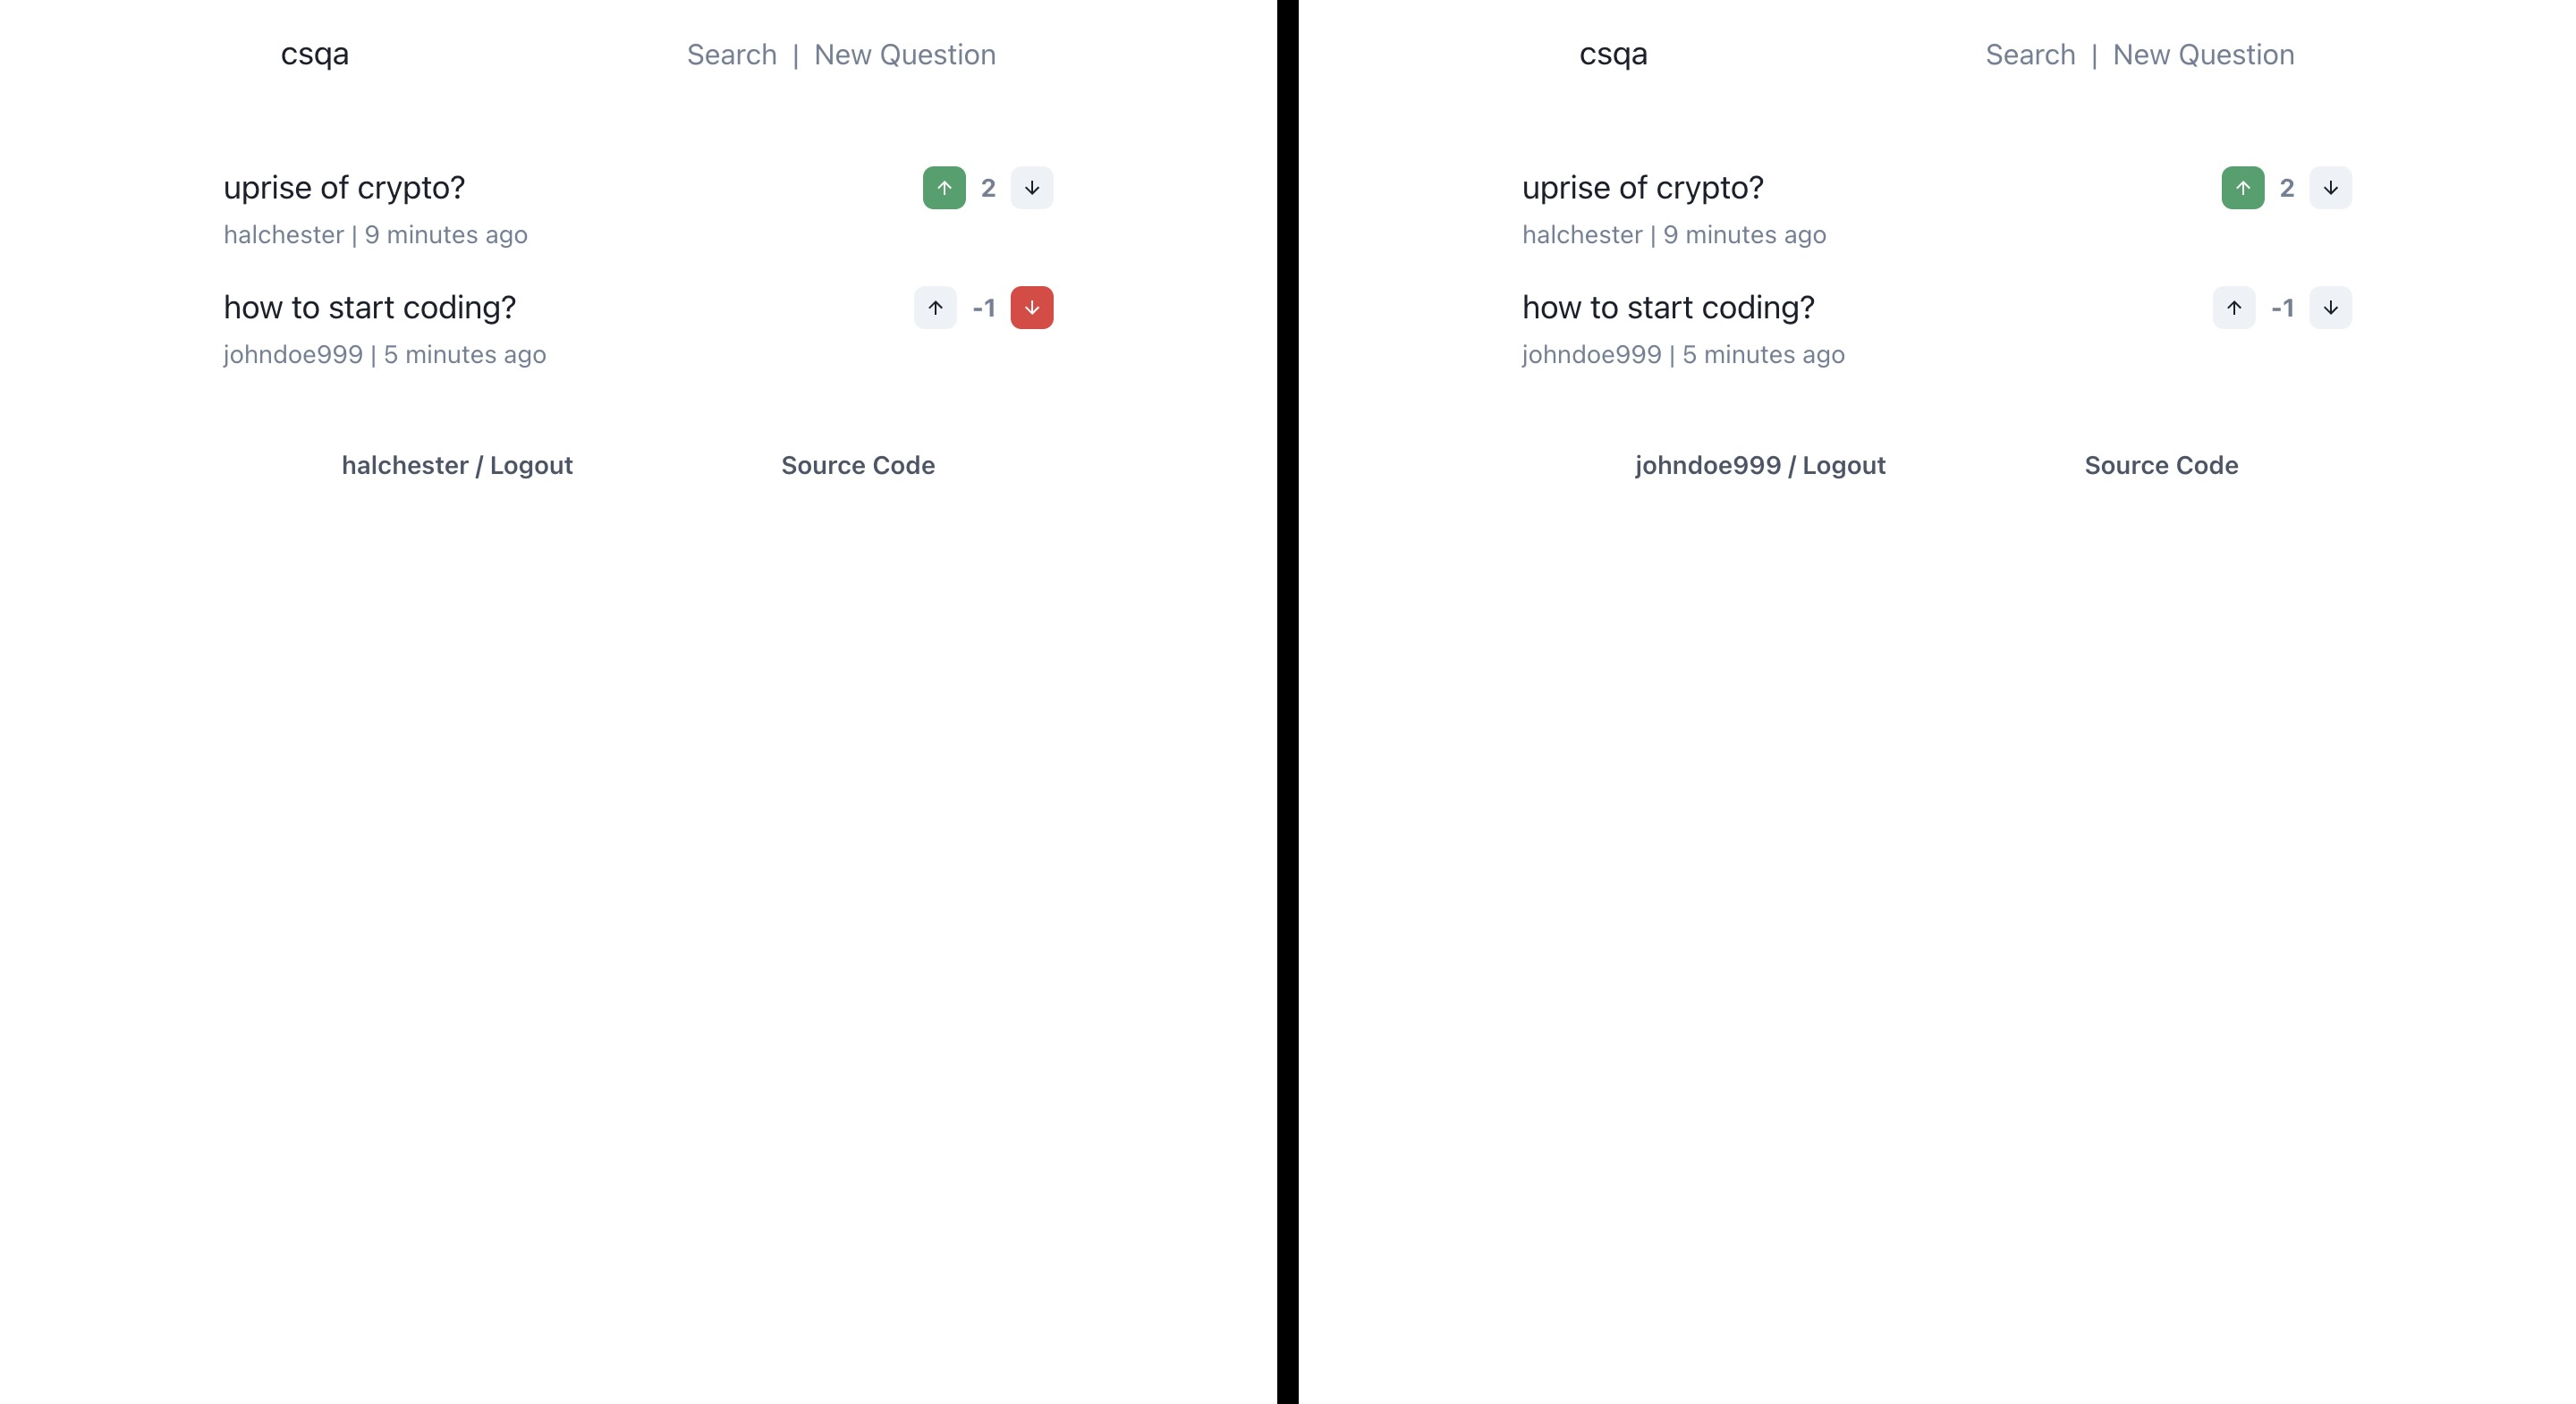 csqa
Search | New Question
uprise of crypto?
2
halchester | 9 minutes ago
how to start coding?
-1
johndoe999 | 5 minutes ago
halchester / Logout
Source Code
csqa
Search | New Question
uprise of crypto?
2
halchester | 9 minutes ago
how to start coding?
-1
johndoe999 | 5 minutes ago
johndoe999 / Logout
Source Code